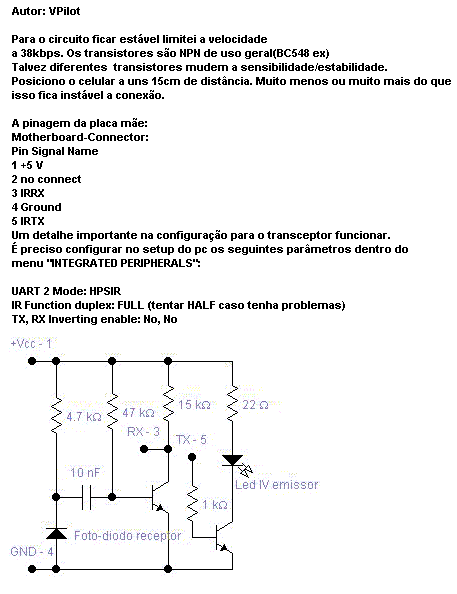 Autor: VPilot
Para o circuito ficar estável limitei a velocidade
a 38kbps. Os transistores são NPN de uso geral(BC548 ex)
Talvez diferentes transistores mudem a sensibilidade/estabilidade.
Posiciono o celular a uns 15cm de distância. Muito menos ou muito mais do que
isso fica instável a conexão.
A pinagem da placa mãe:
Motherboard-Connector:
Pin Signal Name
1 +5 V
2 no connect
3 IRRX
4 Ground
5 IRTX
Um detalhe importante na configuração para o transceptor funcionar.
É preciso configurar no setup do pc os seguintes parâmetros dentro do
menu "INTEGRATED PERIPHERALS":
UART 2 Mode: HPSIR
IR Function duplex: FULL (tentar HALF caso tenha problemas)
TX, RX Inverting enable: No, No
+Vcc - 1
4.7 kΩ
47 kΩ
15 kΩ
22 Ω
RX - 3
TX - 5
10 nF
Led IV emissor
1 kΩ
Foto-diodo receptor
GND - 4